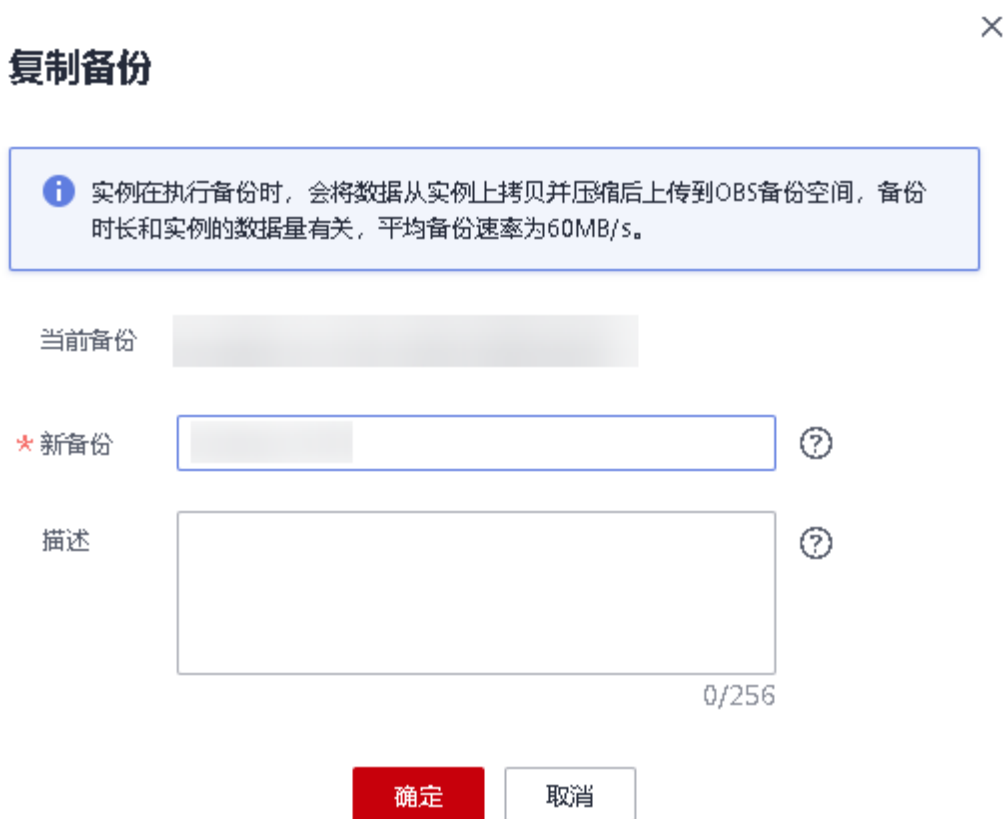 复制备份
实例在执行备份时，会将数据从实例上拷贝并压缩后上传到OBS备份空间，备份
时长和实例的数据量有关，平均备份速率为60MB/s。
当前备份
* 新备份
描述
0/256
确定 取消